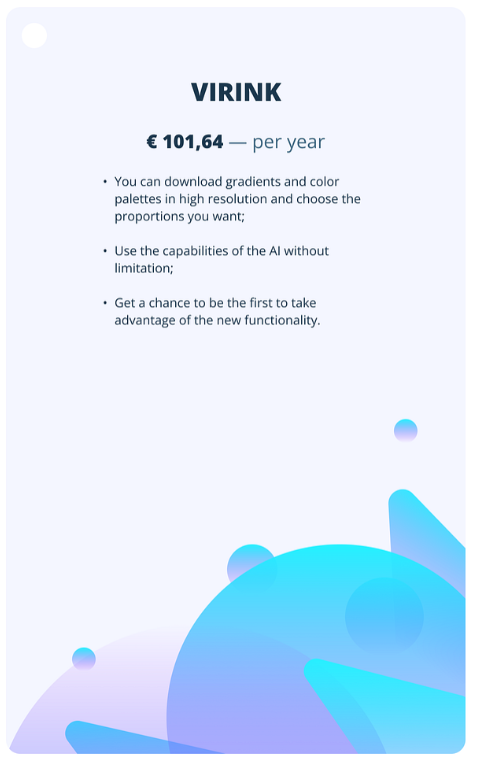 VIRINK
€ 101,64 — per year
• You can download gradients and color
palettes in high resolution and choose the
proportions you want;
• Use the capabilities of the AI without
limitation;
• Get a chance to be the first to take
advantage of the new functionality.